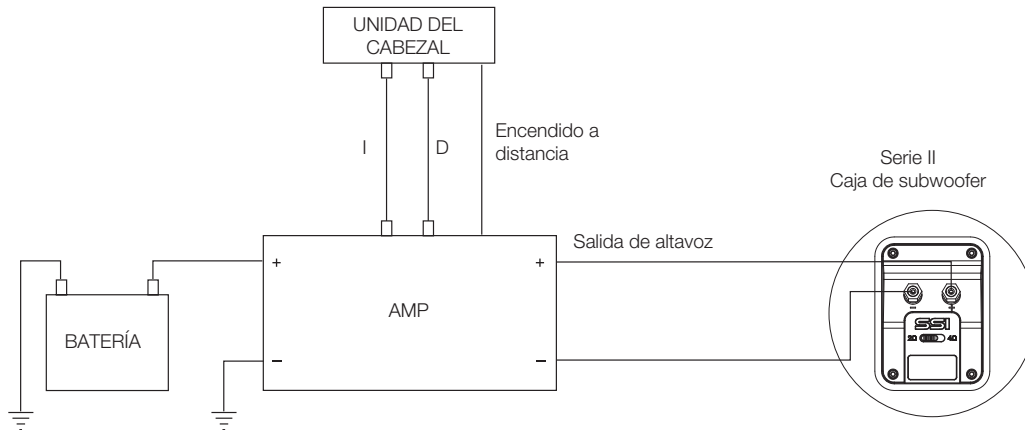 UNIDAD DEL
CABEZAL
I
D
Encendido a
distancia
Serie II
Caja de subwoofer
Salida de altavoz
+
+
+
AMP
BATERÍA
−
−
−
SSI
2Ω
4Ω